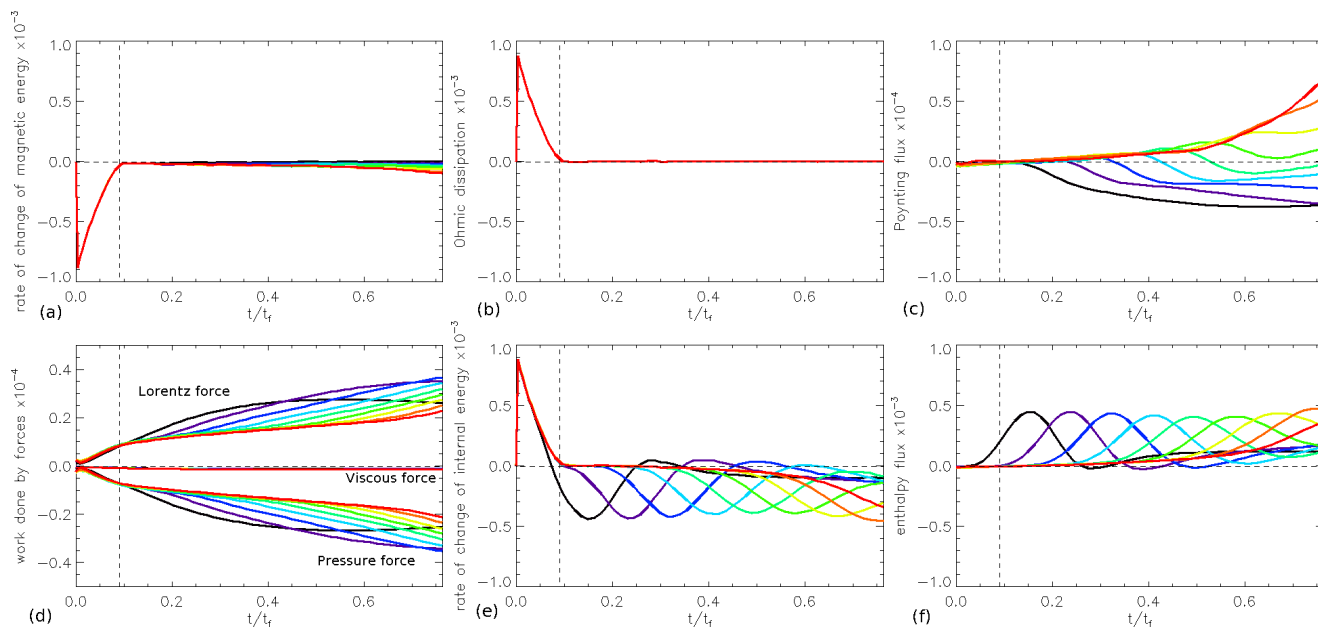 rate of change of magnetic energy ×10⁻³
1.0
0.5
0.0
−0.5
−1.0
0.0 0.2 0.4 0.6
t/t_f
(a)
Ohmic dissipation ×10⁻³
1.0
0.5
0.0
−0.5
−1.0
0.0 0.2 0.4 0.6
t/t_f
(b)
Poynting flux ×10⁻⁴
1.0
0.5
0.0
−0.5
−1.0
0.0 0.2 0.4 0.6
t/t_f
(c)
work done by forces ×10⁻⁴
0.4
0.2
0.0
−0.2
−0.4
Lorentz force
Viscous force
Pressure force
0.0 0.2 0.4 0.6
t/t_f
(d)
rate of change of internal energy ×10⁻³
1.0
0.5
0.0
−0.5
−1.0
0.0 0.2 0.4 0.6
t/t_f
(e)
enthalpy flux ×10⁻³
1.0
0.5
0.0
−0.5
−1.0
0.0 0.2 0.4 0.6
t/t_f
(f)